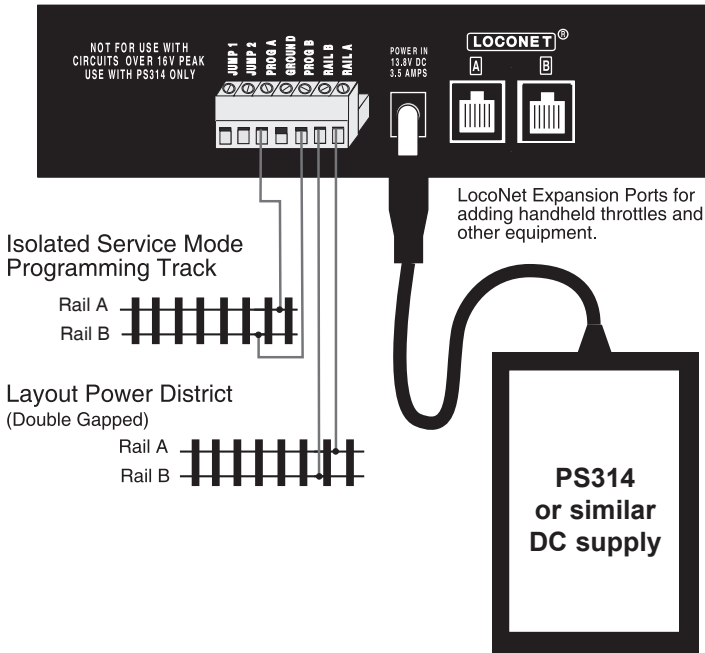 NOT FOR USE WITH
CIRCUITS OVER 16V PEAK
USE WITH PS314 ONLY
JUMP 1
JUMP 2
PROG A
GROUND
PROG B
RAIL B
RAIL A
POWER IN
13.8V DC
3.5 AMPS
LOCONET®
A
B
LocoNet Expansion Ports for
adding handheld throttles and
other equipment.
Isolated Service Mode
Programming Track
Rail A
Rail B
Layout Power District
(Double Gapped)
Rail A
Rail B
PS314
or similar
DC supply